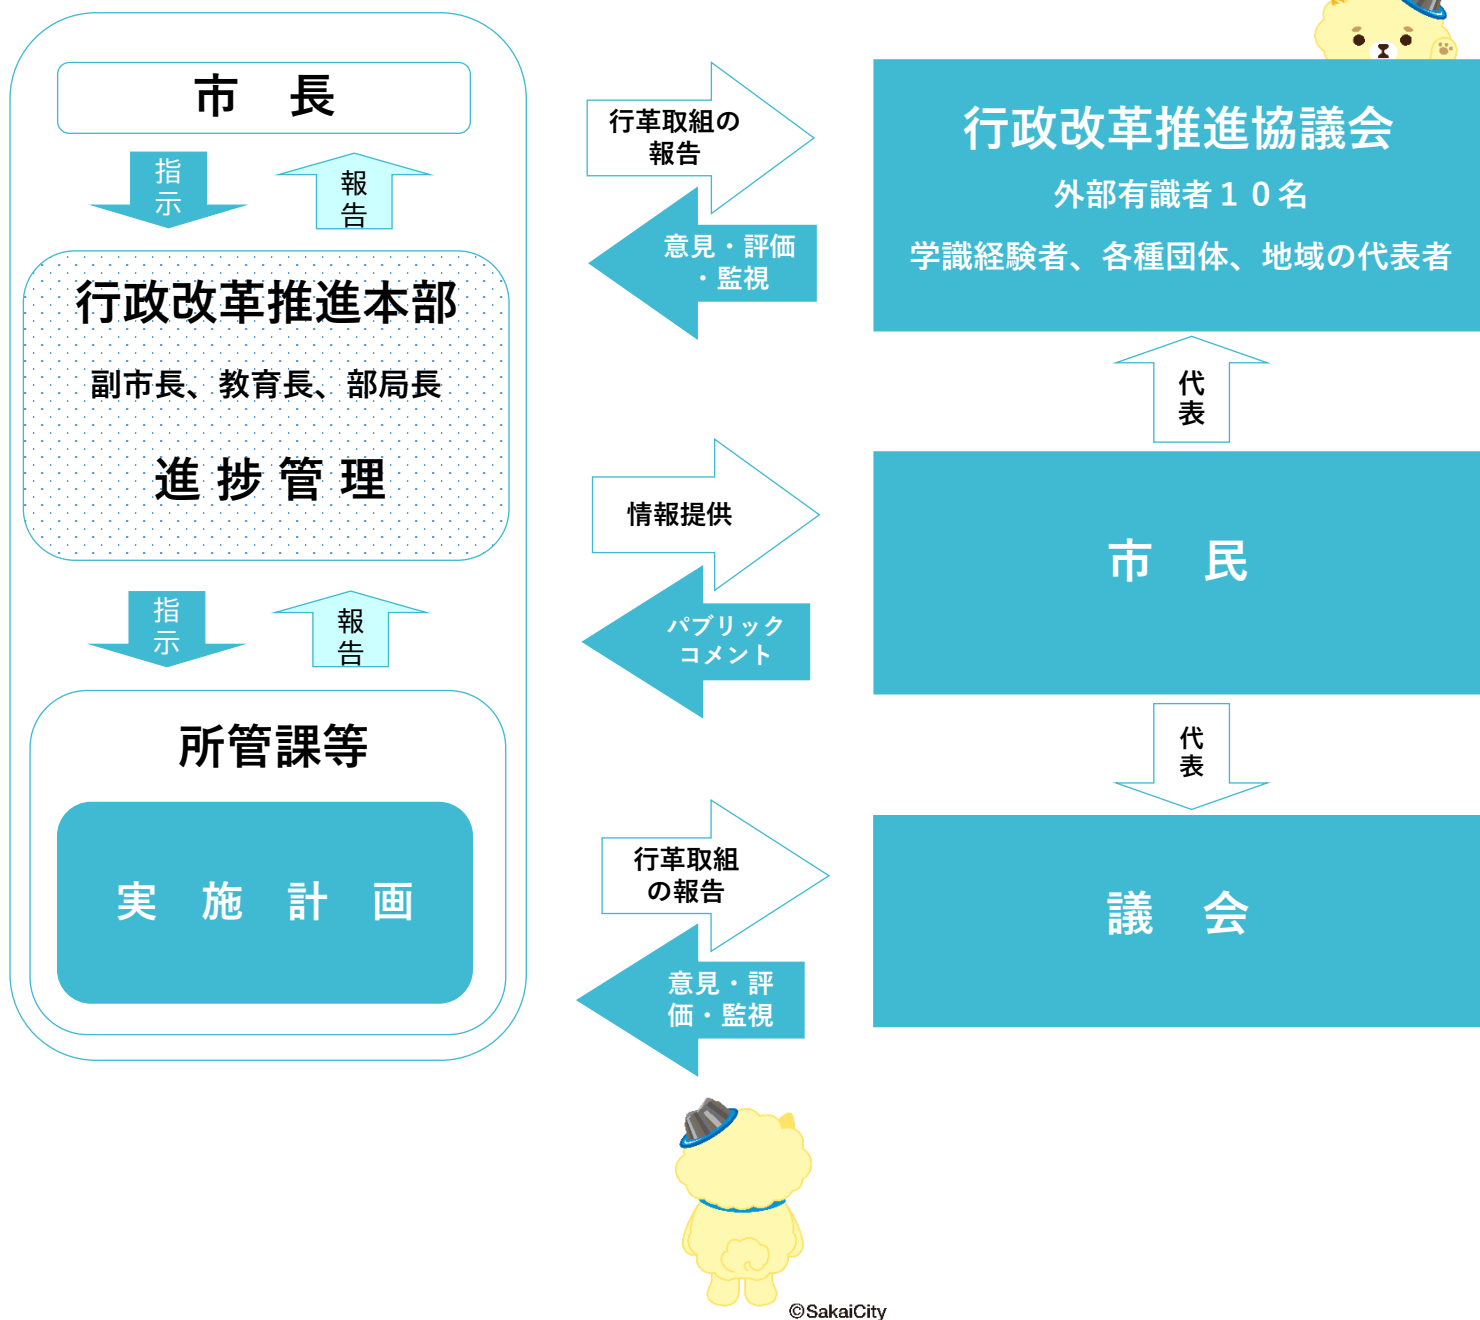 市　長
指
示
報
告
行政改革推進本部
副市長、教育長、部局長
進 捗 管 理
指
示
報
告
所管課等
実　施　計　画
行革取組の
報告
意見・評価
・監視
情報提供
パブリック
コメント
行革取組
の報告
意見・評
価・監視
行政改革推進協議会
外部有識者１０名
学識経験者、各種団体、地域の代表者
代
表
市　民
代
表
議　会
©SakaiCity